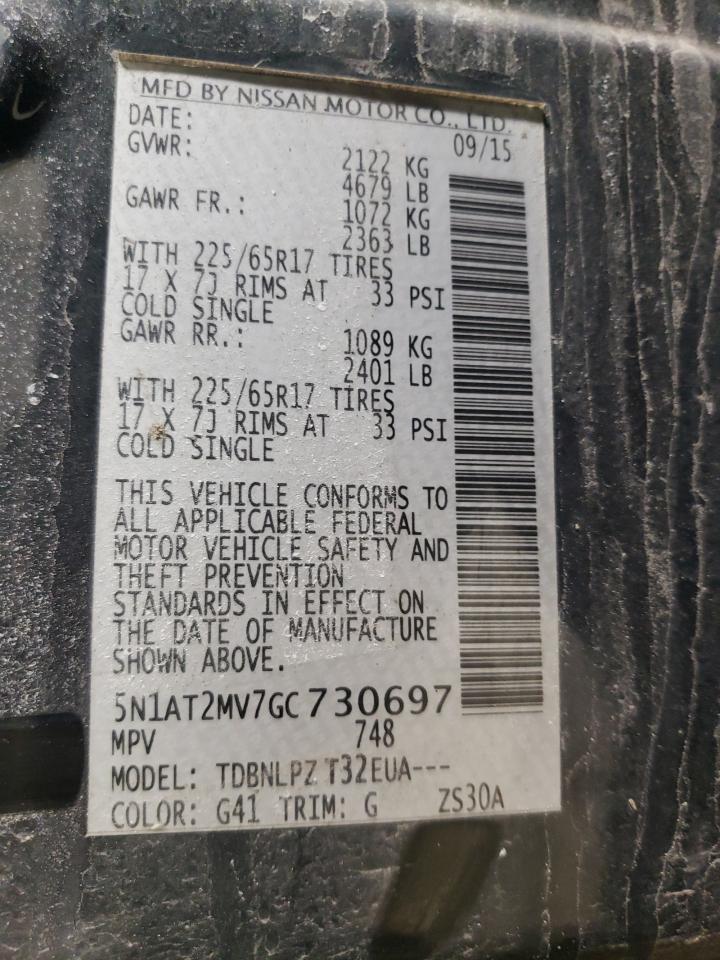 MFD BY NISSAN MOTOR CO., LTD.
DATE: 09/15
GVWR: 2122 KG
4679 LB
GAWR FR.: 1072 KG
2363 LB
WITH 225/65R17 TIRES
17 X 7J RIMS AT 33 PSI
COLD SINGLE
GAWR RR.: 1089 KG
2401 LB
WITH 225/65R17 TIRES
17 X 7J RIMS AT 33 PSI
COLD SINGLE
THIS VEHICLE CONFORMS TO
ALL APPLICABLE FEDERAL
MOTOR VEHICLE SAFETY AND
THEFT PREVENTION
STANDARDS IN EFFECT ON
THE DATE OF MANUFACTURE
SHOWN ABOVE.
5N1AT2MV7GC730697
MPV 748
MODEL: TDBNLPZ T32EUA---
COLOR: G41 TRIM: G ZS30A